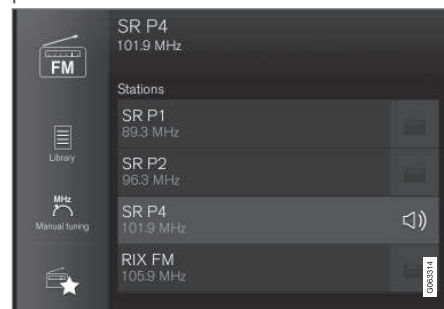 SR P4
101.9 MHz
FM
Stations
SR P1
89.3 MHz
Library
SR P2
96.3 MHz
MHz
Manual tuning
SR P4
101.9 MHz
RIX FM
105.9 MHz
G063314